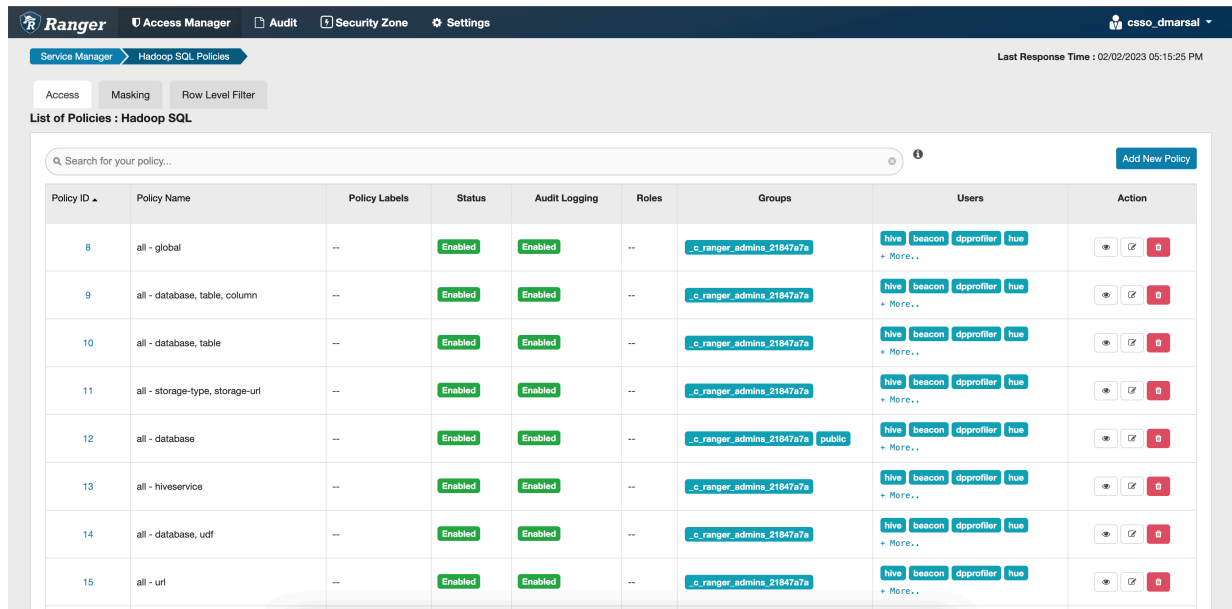 Ranger Access Manager Audit Security Zone Settings csso_dmarsal
Service Manager Hadoop SQL Policies Last Response Time : 02/02/2023 05:15:25 PM
Access Masking Row Level Filter
List of Policies : Hadoop SQL
Search for your policy... Add New Policy
Policy ID Policy Name Policy Labels Status Audit Logging Roles Groups Users Action
8 all - global -- Enabled Enabled -- _c_ranger_admins_21847a7a hive beacon dpprofiler hue
+ More..
9 all - database, table, column -- Enabled Enabled -- _c_ranger_admins_21847a7a hive beacon dpprofiler hue
+ More..
10 all - database, table -- Enabled Enabled -- _c_ranger_admins_21847a7a hive beacon dpprofiler hue
+ More..
11 all - storage-type, storage-url -- Enabled Enabled -- _c_ranger_admins_21847a7a hive beacon dpprofiler hue
+ More..
12 all - database -- Enabled Enabled -- _c_ranger_admins_21847a7a public hive beacon dpprofiler hue
+ More..
13 all - hiveservice -- Enabled Enabled -- _c_ranger_admins_21847a7a hive beacon dpprofiler hue
+ More..
14 all - database, udf -- Enabled Enabled -- _c_ranger_admins_21847a7a hive beacon dpprofiler hue
+ More..
15 all - url -- Enabled Enabled -- _c_ranger_admins_21847a7a hive beacon dpprofiler hue
+ More..